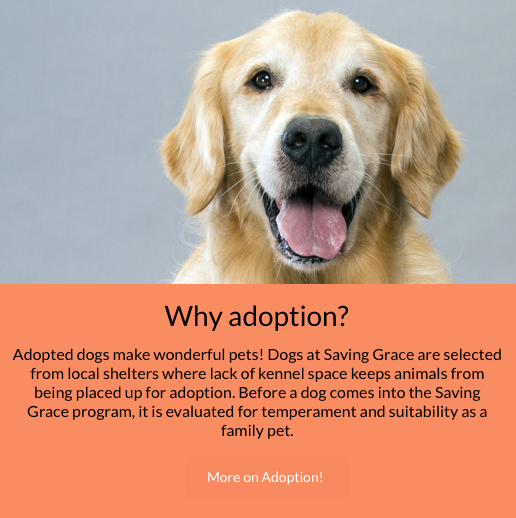 Why adoption?
Adopted dogs make wonderful pets! Dogs at Saving Grace are selected
from local shelters where lack of kennel space keeps animals from
being placed up for adoption. Before a dog comes into the Saving
Grace program, it is evaluated for temperament and suitability as a
family pet.
More on Adoption!